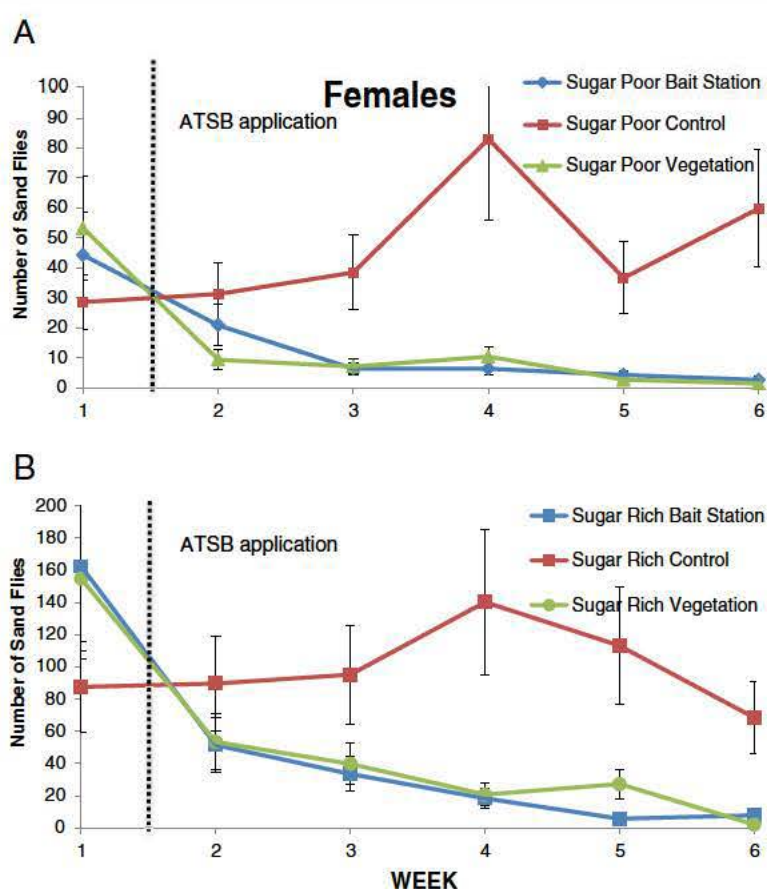 A
Females
ATSB application
Sugar Poor Bait Station
Sugar Poor Control
Sugar Poor Vegetation
Number of Sand Flies
100
90
80
70
60
50
40
30
20
10
0
1 2 3 4 5 6
B
ATSB application
Sugar Rich Bait Station
Sugar Rich Control
Sugar Rich Vegetation
Number of Sand Flies
200
180
160
140
120
100
80
60
40
20
0
1 2 3 4 5 6
WEEK